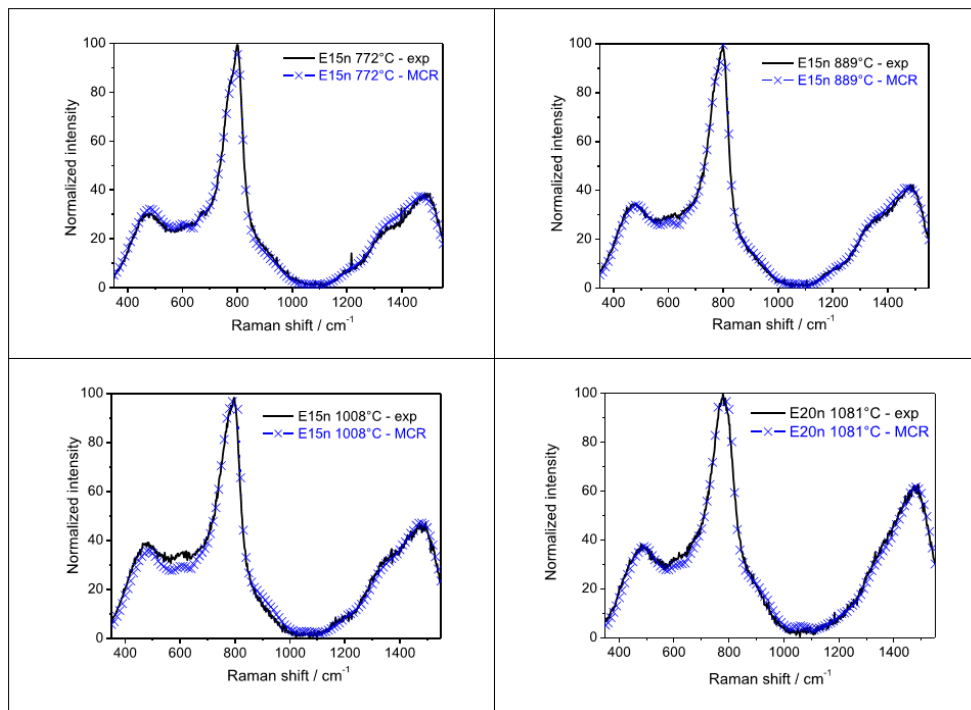 E15n 772°C - exp
E15n 772°C - MCR
Normalized intensity
100
80
60
40
20
0
400 600 800 1000 1200 1400
Raman shift / cm⁻¹
E15n 889°C - exp
E15n 889°C - MCR
Normalized intensity
100
80
60
40
20
0
400 600 800 1000 1200 1400
Raman shift / cm⁻¹
E15n 1008°C - exp
E15n 1008°C - MCR
Normalized intensity
100
80
60
40
20
0
400 600 800 1000 1200 1400
Raman shift / cm⁻¹
E20n 1081°C - exp
E20n 1081°C - MCR
Normalized intensity
100
80
60
40
20
0
400 600 800 1000 1200 1400
Raman shift / cm⁻¹